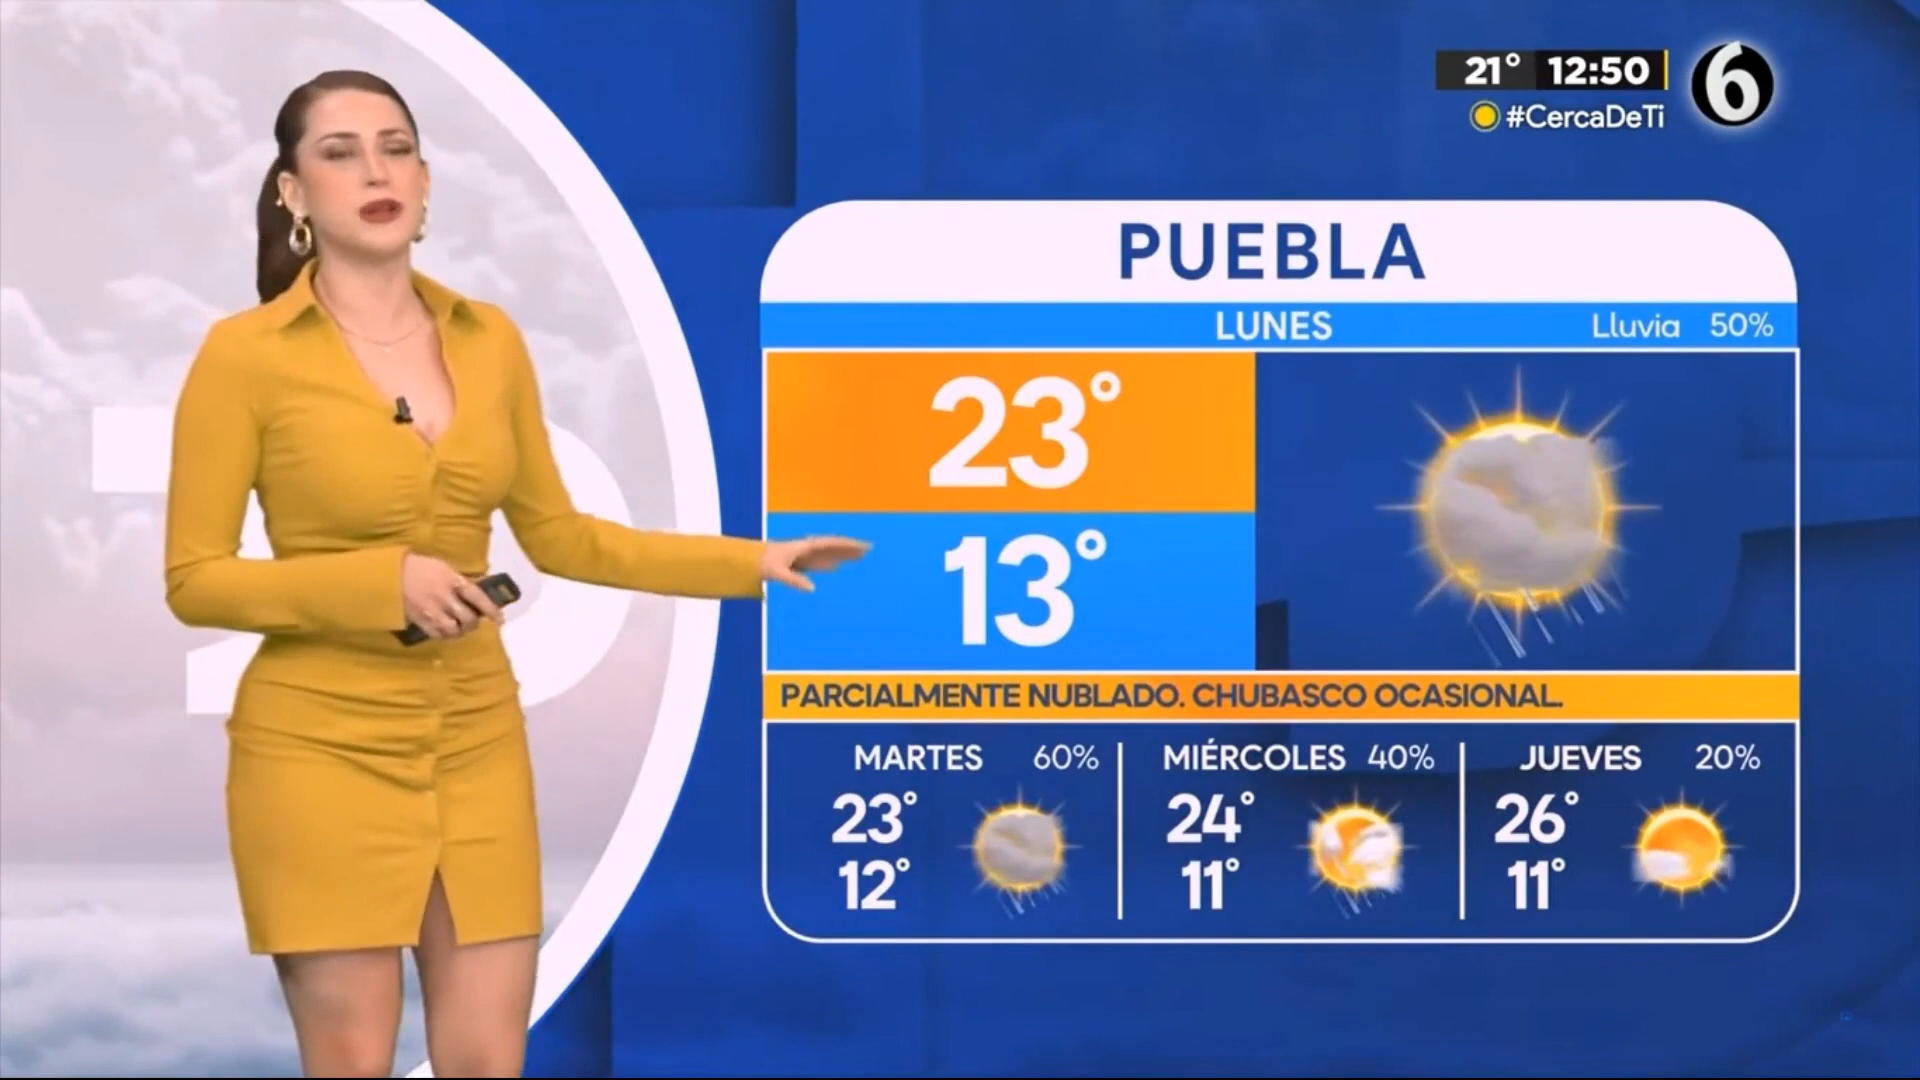 21° 12:50
#CercaDeTi
6
PUEBLA
LUNES Lluvia 50%
23°
13°
PARCIALMENTE NUBLADO. CHUBASCO OCASIONAL.
MARTES 60%
23°
12°
MIÉRCOLES 40%
24°
11°
JUEVES 20%
26°
11°